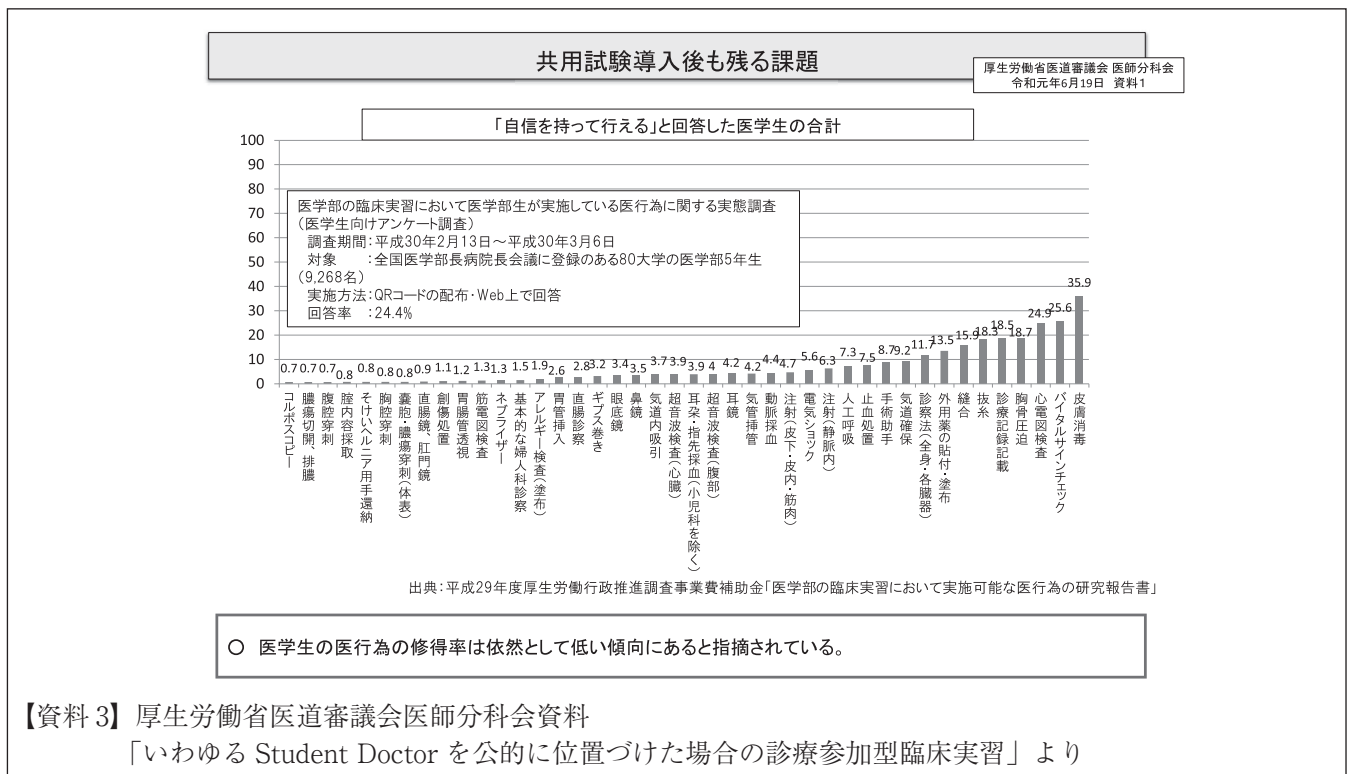 共用試験導入後も残る課題
厚生労働省医道審議会 医師分科会
令和元年6月19日 資料1
「自信を持って行える」と回答した医学生の合計
100
90
80
70
60
50
40
30
20
10
0
医学部の臨床実習において医学部生が実施している医行為に関する実態調査
（医学生向けアンケート調査）
調査期間：平成30年2月13日～平成30年3月6日
対象　　：全国医学部長病院長会議に登録のある80大学の医学部5年生
（9,268名）
実施方法：QRコードの配布・Web上で回答
回答率　：24.4%
0.7 0.7 0.7 0.8 0.8 0.8 0.8 0.9 1.1 1.2 1.3 1.3 1.5 1.9 2.6 2.8 3.2 3.4 3.5 3.7 3.9 3.9 4 4.2 4.2 4.4 4.7 5.6 6.3 7.3 7.5 8.7 9.2 11.7 13.5 15.9 18.3 18.5 18.7 24.9 25.6 35.9
コルポスコピー
膿瘍切開、排膿
腹腔穿刺
腟内容採取
そけいヘルニア用手還納
胸腔穿刺
嚢胞・膿瘍穿刺（体表）
直腸鏡、肛門鏡
創傷処置
胃腸管透視
筋電図検査
ネブライザー
基本的な婦人科診察
アレルギー検査（塗布）
胃管挿入
直腸診察
ギプス巻き
眼底鏡
鼻鏡
気道内吸引
超音波検査（心臓）
耳朶・指先採血（小児科を除く）
超音波検査（腹部）
耳鏡
気管挿管
動脈採血
注射（皮下・皮内・筋肉）
電気ショック
注射（静脈内）
人工呼吸
止血処置
手術助手
気道確保
診察法（全身・各臓器）
外用薬の貼付・塗布
縫合
抜糸
診療記録記載
胸骨圧迫
心電図検査
バイタルサインチェック
皮膚消毒
出典：平成29年度厚生労働行政推進調査事業費補助金「医学部の臨床実習において実施可能な医行為の研究報告書」
○ 医学生の医行為の修得率は依然として低い傾向にあると指摘されている。
【資料3】厚生労働省医道審議会医師分科会資料
「いわゆる Student Doctor を公的に位置づけた場合の診療参加型臨床実習」より